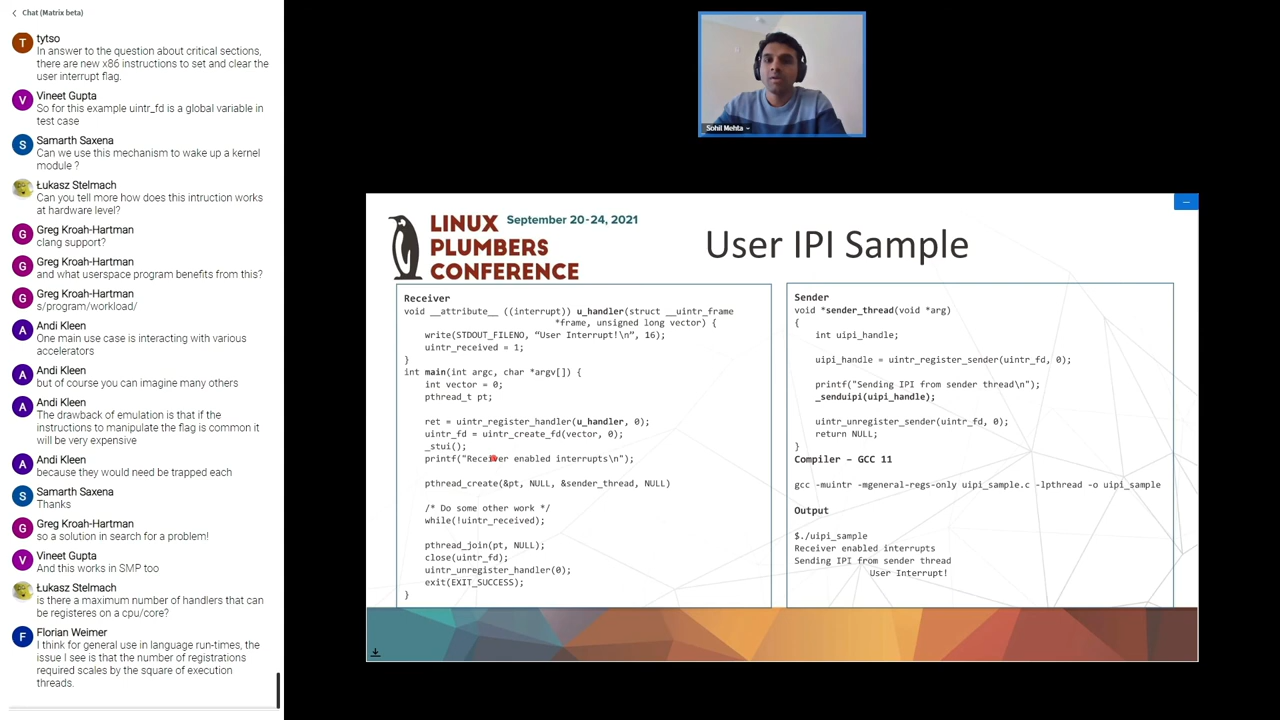 Chat (Matrix beta)
T
tytso
In answer to the question about critical sections,
there are new x86 instructions to set and clear the
user interrupt flag.
V
Vineet Gupta
So for this example uintr_fd is a global variable in
test case
S
Samarth Saxena
Can we use this mechanism to wake up a kernel
module ?
Łukasz Stelmach
Can you tell more how does this intruction works
at hardware level?
G
Greg Kroah-Hartman
clang support?
G
Greg Kroah-Hartman
and what userspace program benefits from this?
G
Greg Kroah-Hartman
s/program/workload/
A
Andi Kleen
One main use case is interacting with various
accelerators
A
Andi Kleen
but of course you can imagine many others
A
Andi Kleen
The drawback of emulation is that if the
instructions to manipulate the flag is common it
will be very expensive
A
Andi Kleen
because they would need be trapped each
S
Samarth Saxena
Thanks
G
Greg Kroah-Hartman
so a solution in search for a problem!
V
Vineet Gupta
And this works in SMP too
Łukasz Stelmach
is there a maximum number of handlers that can
be registeres on a cpu/core?
F
Florian Weimer
I think for general use in language run-times, the
issue I see is that the number of registrations
required scales by the square of execution
threads.
Sohil Mehta
LINUX
PLUMBERS
CONFERENCE
September 20-24, 2021
User IPI Sample
Receiver
void __attribute__ ((interrupt)) u_handler(struct __uintr_frame
*frame, unsigned long vector) {
write(STDOUT_FILENO, “User Interrupt!\n”, 16);
uintr_received = 1;
}
int main(int argc, char *argv[]) {
int vector = 0;
pthread_t pt;
ret = uintr_register_handler(u_handler, 0);
uintr_fd = uintr_create_fd(vector, 0);
_stui();
printf("Receiver enabled interrupts\n");
pthread_create(&pt, NULL, &sender_thread, NULL)
/* Do some other work */
while(!uintr_received);
pthread_join(pt, NULL);
close(uintr_fd);
uintr_unregister_handler(0);
exit(EXIT_SUCCESS);
}
Sender
void *sender_thread(void *arg)
{
int uipi_handle;
uipi_handle = uintr_register_sender(uintr_fd, 0);
printf("Sending IPI from sender thread\n");
_senduipi(uipi_handle);
uintr_unregister_sender(uintr_fd, 0);
return NULL;
}
Compiler – GCC 11
gcc -muintr -mgeneral-regs-only uipi_sample.c -lpthread -o uipi_sample
Output
$./uipi_sample
Receiver enabled interrupts
Sending IPI from sender thread
User Interrupt!